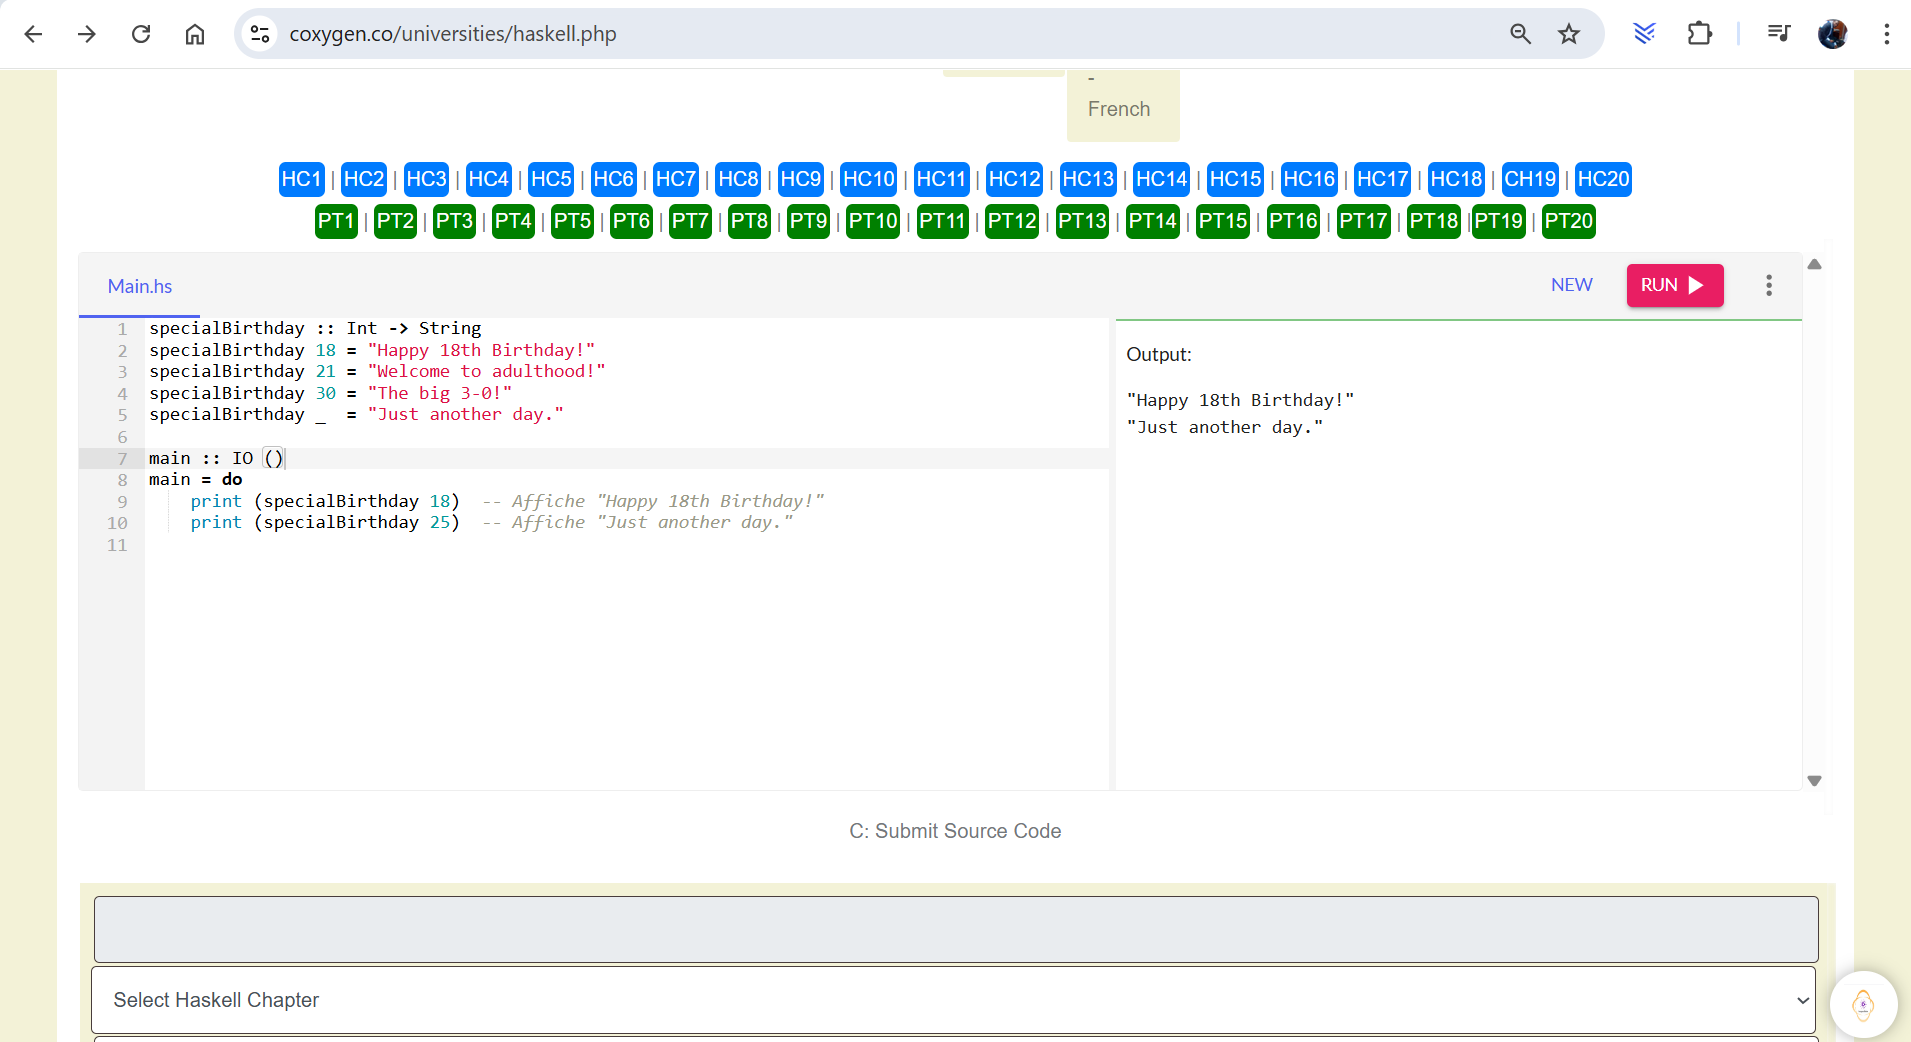 coxygen.co/universities/haskell.php
-
French
HC1 | HC2 | HC3 | HC4 | HC5 | HC6 | HC7 | HC8 | HC9 | HC10 | HC11 | HC12 | HC13 | HC14 | HC15 | HC16 | HC17 | HC18 | CH19 | HC20
PT1 | PT2 | PT3 | PT4 | PT5 | PT6 | PT7 | PT8 | PT9 | PT10 | PT11 | PT12 | PT13 | PT14 | PT15 | PT16 | PT17 | PT18 |PT19 | PT20
Main.hs
NEW
RUN
1 specialBirthday :: Int -> String
2 specialBirthday 18 = "Happy 18th Birthday!"
3 specialBirthday 21 = "Welcome to adulthood!"
4 specialBirthday 30 = "The big 3-0!"
5 specialBirthday _  = "Just another day."
6
7 main :: IO ()
8 main = do
9     print (specialBirthday 18)  -- Affiche "Happy 18th Birthday!"
10     print (specialBirthday 25)  -- Affiche "Just another day."
11
Output:
"Happy 18th Birthday!"
"Just another day."
C: Submit Source Code
Select Haskell Chapter